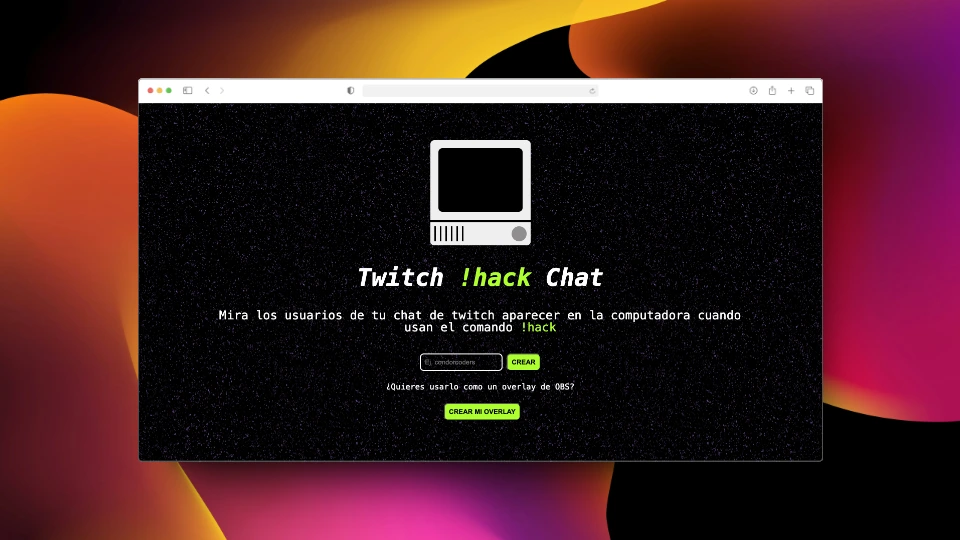 Twitch !hack Chat
Mira los usuarios de tu chat de twitch aparecer en la computadora cuando
usan el comando !hack
condorcoders CREAR
¿Quieres usarlo como un overlay de OBS?
CREAR MI OVERLAY